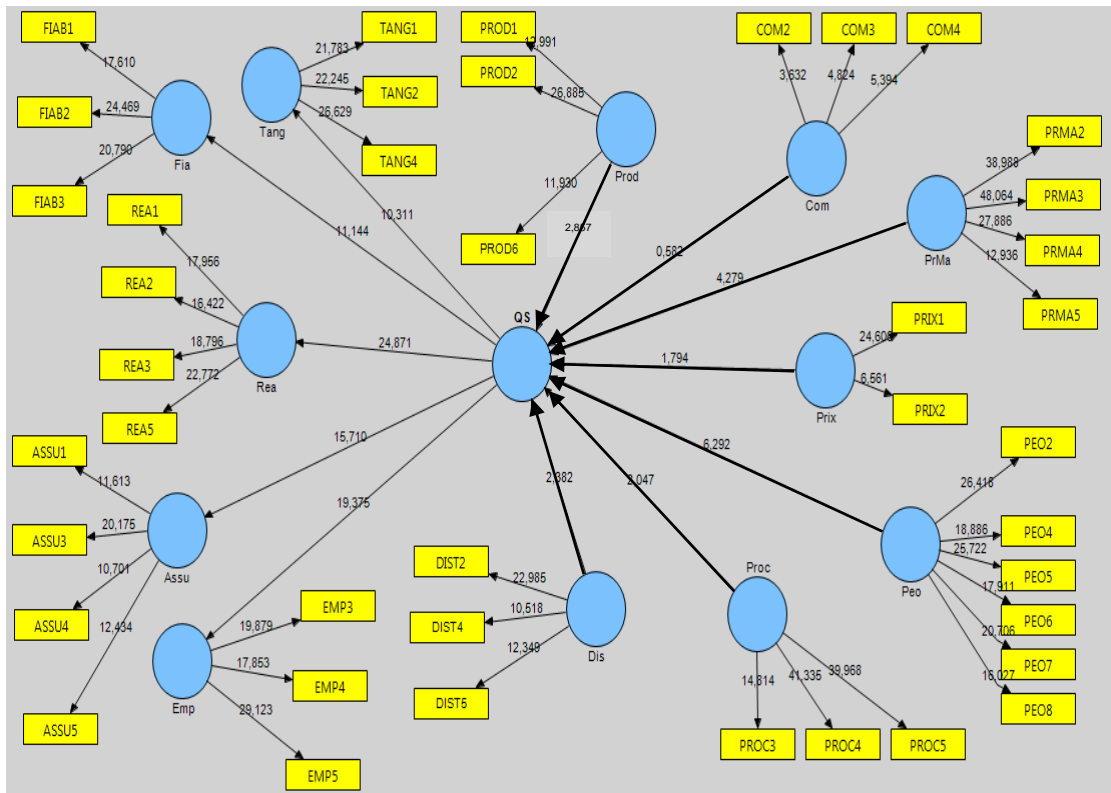 FIAB1
17,610
FIAB2
24,469
20,790
FIAB3
Fia
TANG1
21,783
22,245
TANG2
26,629
TANG4
Tang
PROD1
12,991
PROD2
26,885
11,930
PROD6
Prod
COM2
COM3
COM4
3,632
4,824
5,394
Com
PRMA2
38,988
48,064
PRMA3
27,886
PRMA4
12,936
PRMA5
PrMa
10,311
11,144
2,867
0,582
4,279
REA1
17,956
REA2
16,422
18,796
REA3
22,772
REA5
Rea
24,871
QS
1,794
PRIX1
24,608
6,561
PRIX2
Prix
15,710
19,375
2,382
2,047
6,292
ASSU1
11,613
20,175
ASSU3
10,701
ASSU4
12,434
ASSU5
Assu
PEO2
26,418
18,886
PEO4
25,722
PEO5
17,911
PEO6
20,706
PEO7
16,027
PEO8
Peo
DIST2
22,985
10,518
DIST4
12,349
DIST5
Dis
Proc
14,814
41,335
39,968
PROC3
PROC4
PROC5
EMP3
19,879
17,853
EMP4
29,123
EMP5
Emp